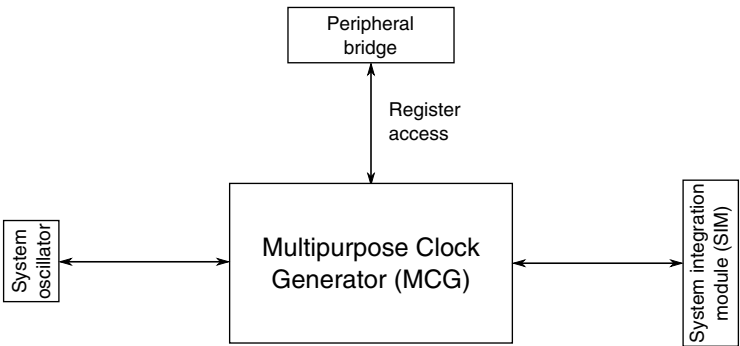 Peripheral
bridge
Register
access
System
oscillator
Multipurpose Clock
Generator (MCG)
System integration
module (SIM)